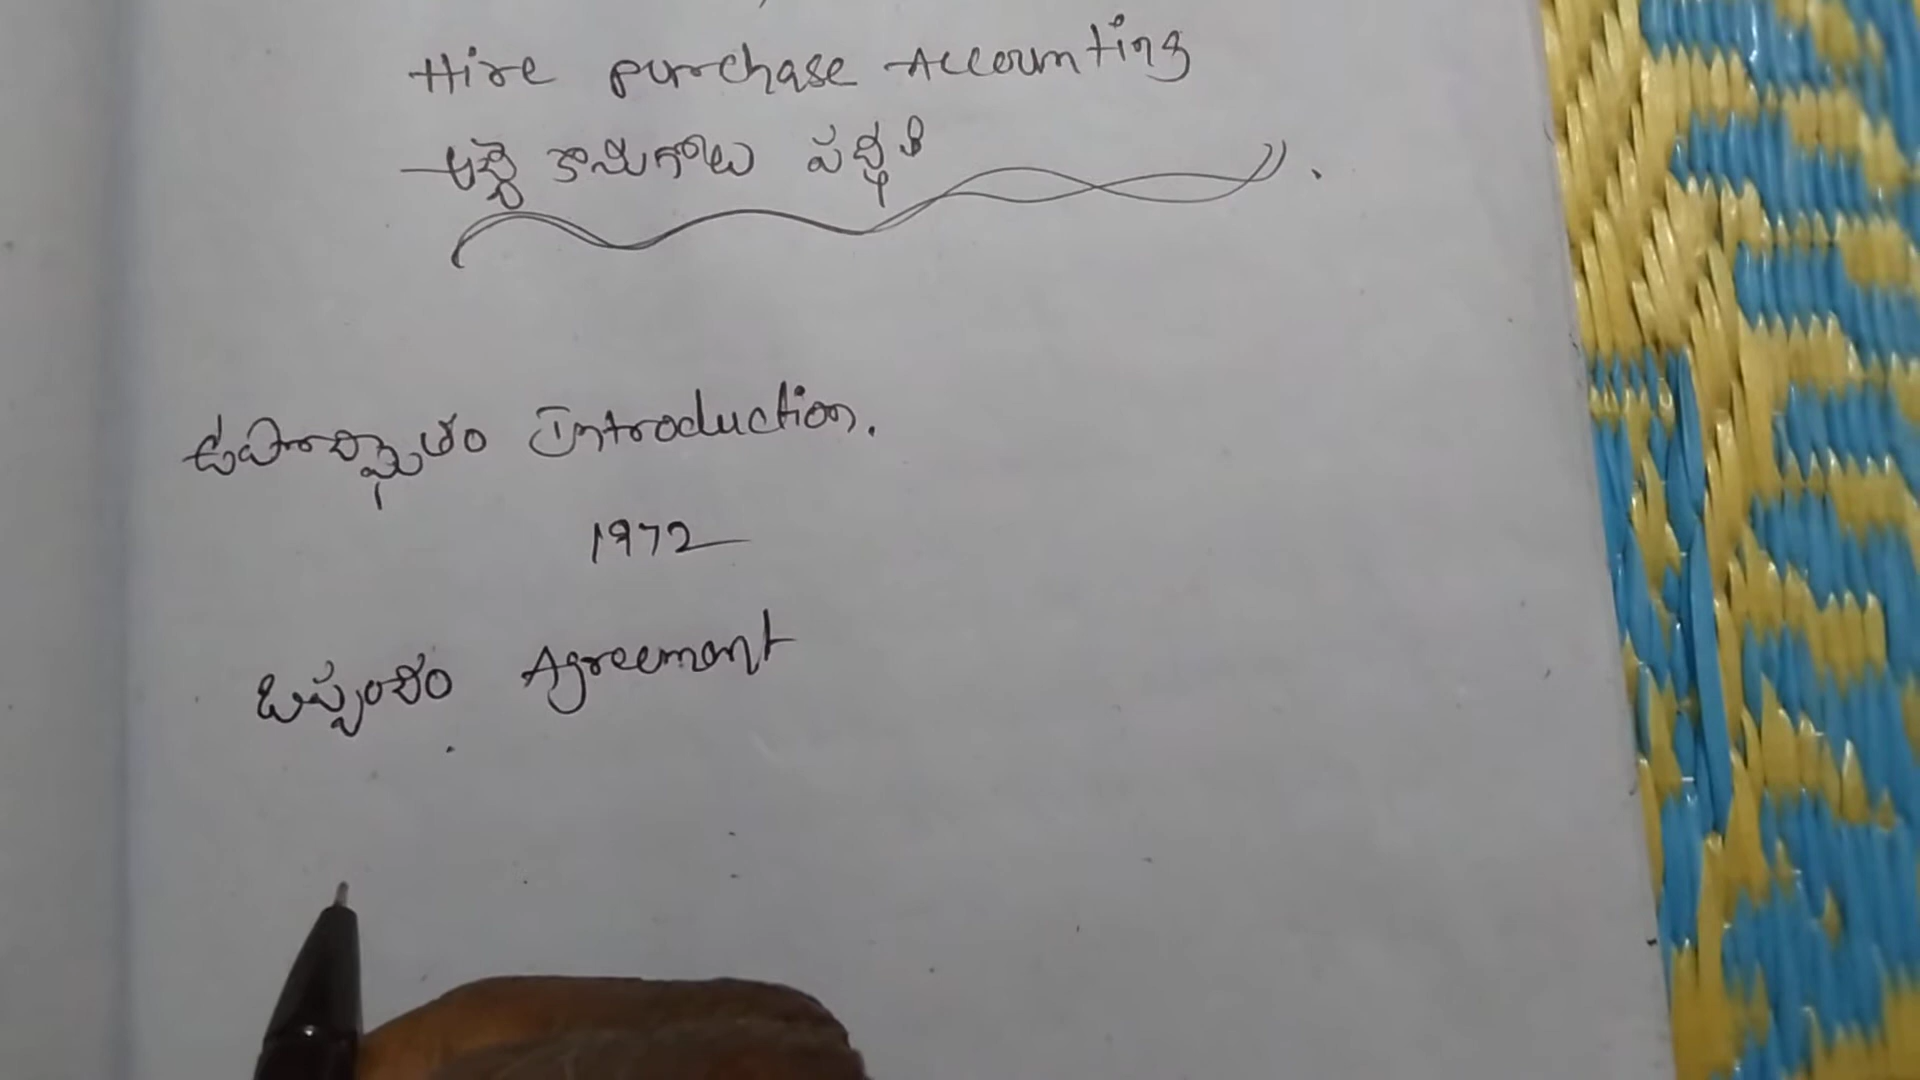 Hire purchase Accounting
అద్దె కొనుగోలు పద్ధతి
ఉపోద్ఘాతం Introduction.
1972
ఒప్పందం Agreement